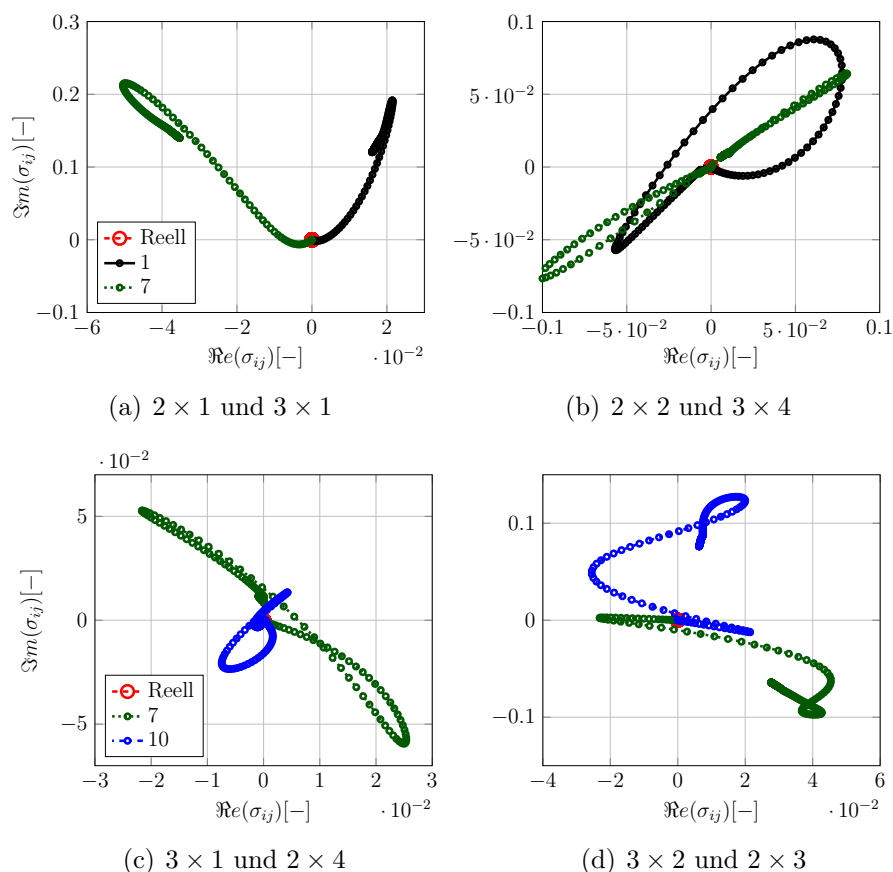 0.3
0.2
0.1
0
−0.1
ℑm(σij)[−]
Reell
1
7
−6
−4
−2
0
2
ℜe(σij)[−]
· 10−2
(a) 2 × 1 und 3 × 1
0.1
5 · 10−2
0
−5 · 10−2
−0.1
−0.1
−5 · 10−2
0
5 · 10−2
0.1
ℜe(σij)[−]
(b) 2 × 2 und 3 × 4
· 10−2
5
0
−5
ℑm(σij)[−]
Reell
7
10
−3
−2
−1
0
1
2
3
ℜe(σij)[−]
· 10−2
(c) 3 × 1 und 2 × 4
0.1
0
−0.1
−4
−2
0
2
4
6
ℜe(σij)[−]
· 10−2
(d) 3 × 2 und 2 × 3